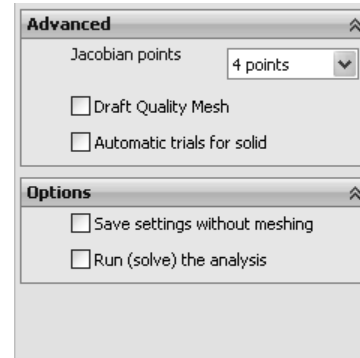 Advanced
Jacobian points
4 points
Draft Quality Mesh
Automatic trials for solid
Options
Save settings without meshing
Run (solve) the analysis